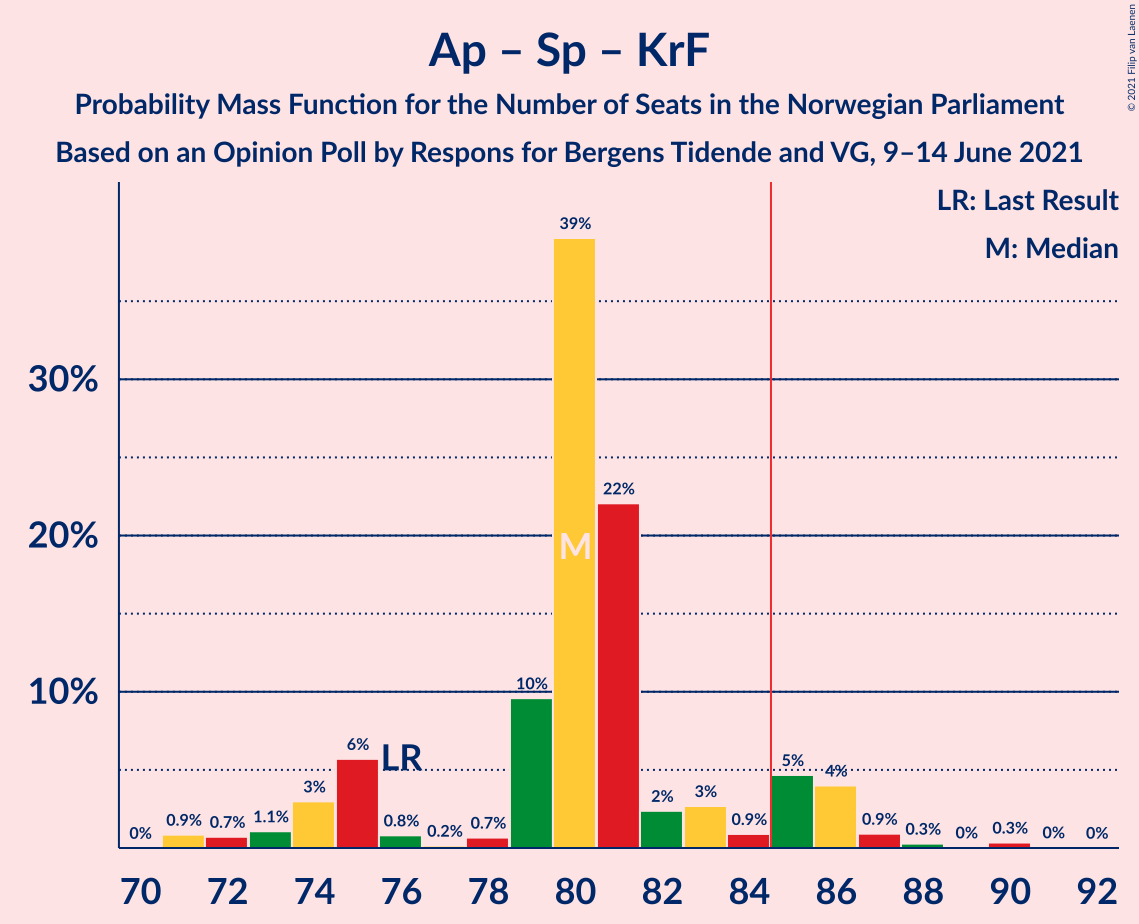 Ap – Sp – KrF
Probability Mass Function for the Number of Seats in the Norwegian Parliament
Based on an Opinion Poll by Respons for Bergens Tidende and VG, 9–14 June 2021
© 2021 Filip van Laenen
LR: Last Result
M: Median
39%
30%
22%
20%
M
10%
10%
6%
LR
5%
4%
3%
3%
2%
0%
0.9%
0.7%
1.1%
0.8%
0.2%
0.7%
0.9%
0.9%
0.3%
0%
0.3%
0%
0%
70 72 74 76 78 80 82 84 86 88 90 92